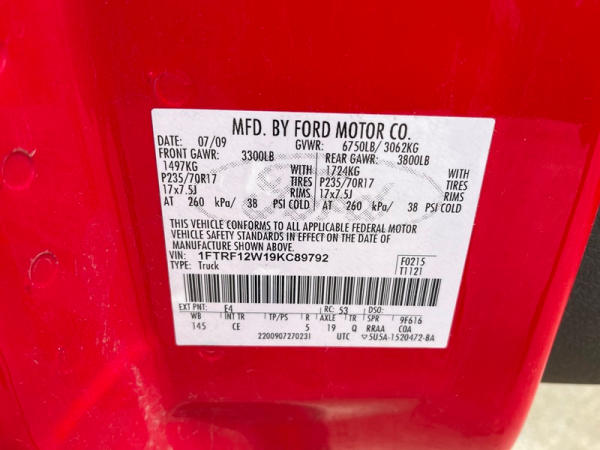 MFD. BY FORD MOTOR CO.
DATE: 07/09 GVWR: 6750LB/ 3062KG
FRONT GAWR: 3300LB REAR GAWR: 3800LB
1497KG WITH 1724KG WITH
P235/70R17 TIRES P235/70R17 TIRES
17x7.5J RIMS 17x7.5J RIMS
AT 260 kPa/ 38 PSI COLD AT 260 kPa/ 38 PSI COLD
THIS VEHICLE CONFORMS TO ALL APPLICABLE FEDERAL MOTOR
VEHICLE SAFETY STANDARDS IN EFFECT ON THE DATE OF
MANUFACTURE SHOWN ABOVE.
VIN: 1FTRF12W19KC89792 F0215
TYPE: Truck T1121
EXT PNT: E4 RC: 53 DSO:
WB INT TR TP/PS R AXLE TR SPR 9F616
145 CE 5 19 Q RRAA COA
2200907270231 UTC ▽5U5A-1520472-BA
Ford